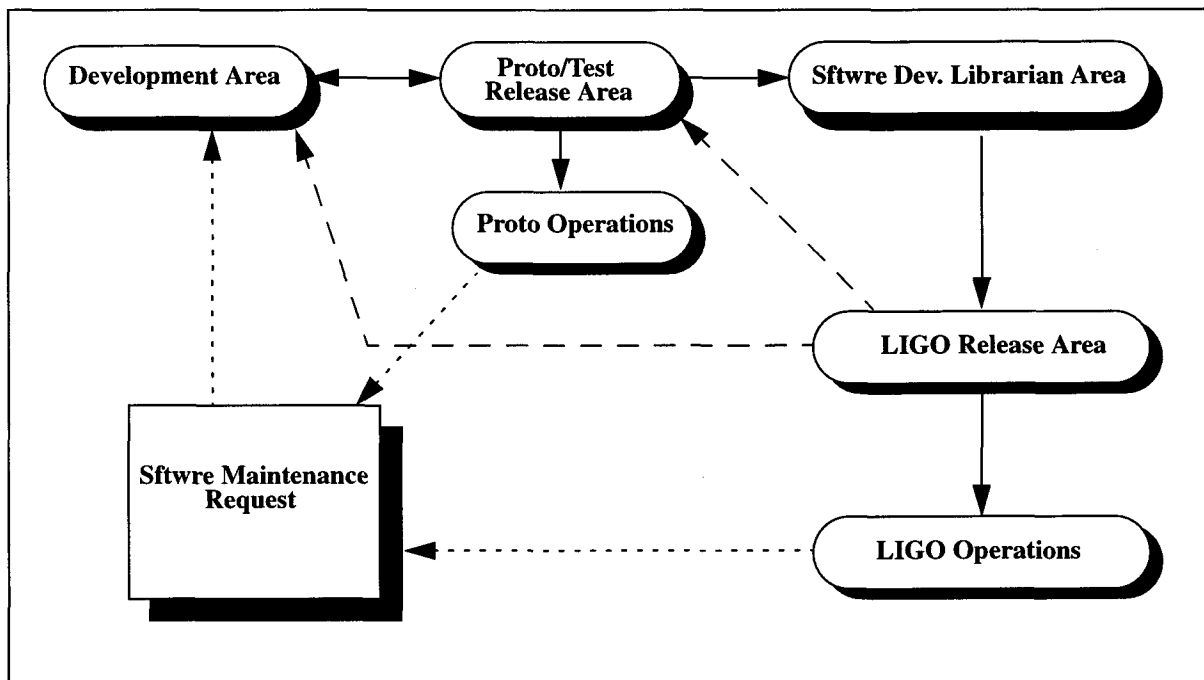 Development Area
Proto/Test
Release Area
Sftwre Dev. Librarian Area
Proto Operations
LIGO Release Area
Sftwre Maintenance
Request
LIGO Operations